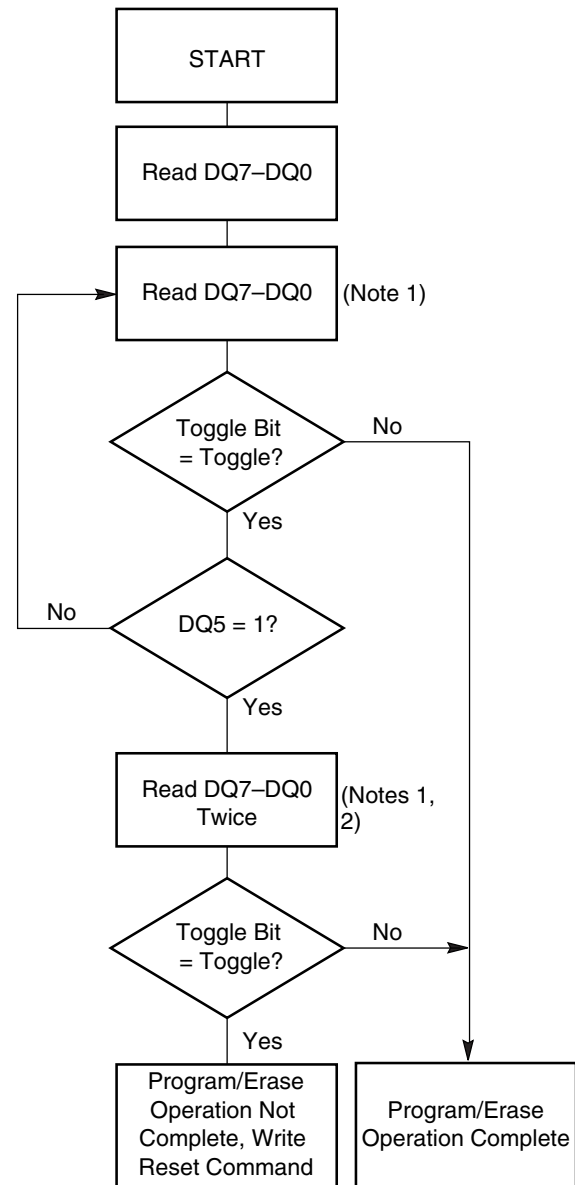 START
Read DQ7–DQ0
Read DQ7–DQ0
(Note 1)
Toggle Bit
= Toggle?
No
Yes
No
DQ5 = 1?
Yes
Read DQ7–DQ0
Twice
(Notes 1,
2)
Toggle Bit
= Toggle?
No
Yes
Program/Erase
Operation Not
Complete, Write
Reset Command
Program/Erase
Operation Complete